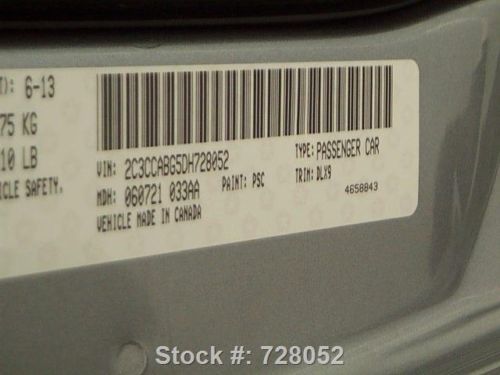 T): 6-13
75 KG
10 LB
ICLE SAFETY.
VIN: 2C3CCABG5DH728052
TYPE: PASSENGER CAR
MDH: 060721 033AA
PAINT: PSC
TRIM: DLX9
VEHICLE MADE IN CANADA
4658843
Stock #: 728052